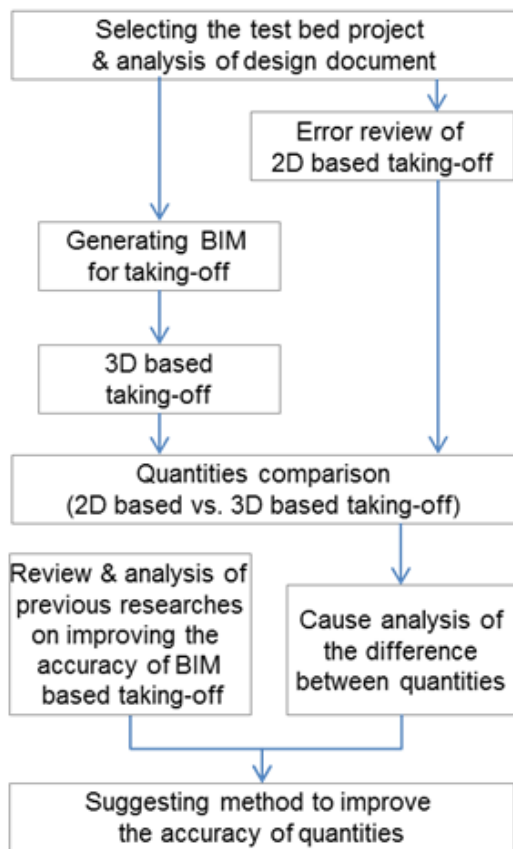 Selecting the test bed project
& analysis of design document
Error review of
2D based taking-off
Generating BIM
for taking-off
3D based
taking-off
Quantities comparison
(2D based vs. 3D based taking-off)
Review & analysis of
previous researches
on improving the
accuracy of BIM
based taking-off
Cause analysis of
the difference
between quantities
Suggesting method to improve
the accuracy of quantities